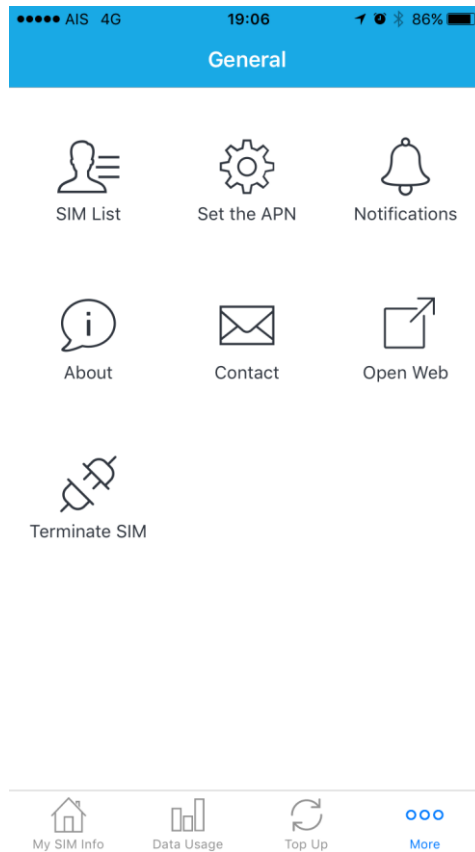 ●●●●● AIS 4G 19:06 86%
General
SIM List Set the APN Notifications
About Contact Open Web
Terminate SIM
My SIM Info Data Usage Top Up More